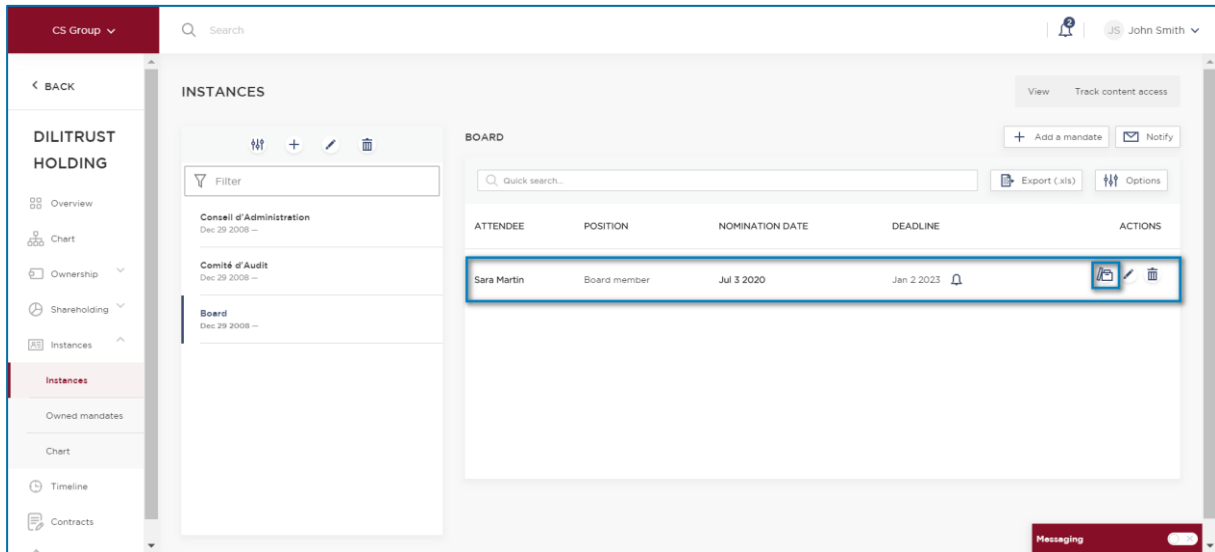 CS Group
Search
2
JS John Smith
BACK
DILITRUST
HOLDING
Overview
Chart
Ownership
Shareholding
Instances
Instances
Owned mandates
Chart
Timeline
Contracts
INSTANCES
View Track content access
Filter
Conseil d'Administration
Dec 29 2008 —
Comité d'Audit
Dec 29 2008 —
Board
Dec 29 2008 —
BOARD
+ Add a mandate Notify
Quick search...
Export (.xls) Options
ATTENDEE POSITION NOMINATION DATE DEADLINE ACTIONS
Sara Martin Board member Jul 3 2020 Jan 2 2023
Messaging